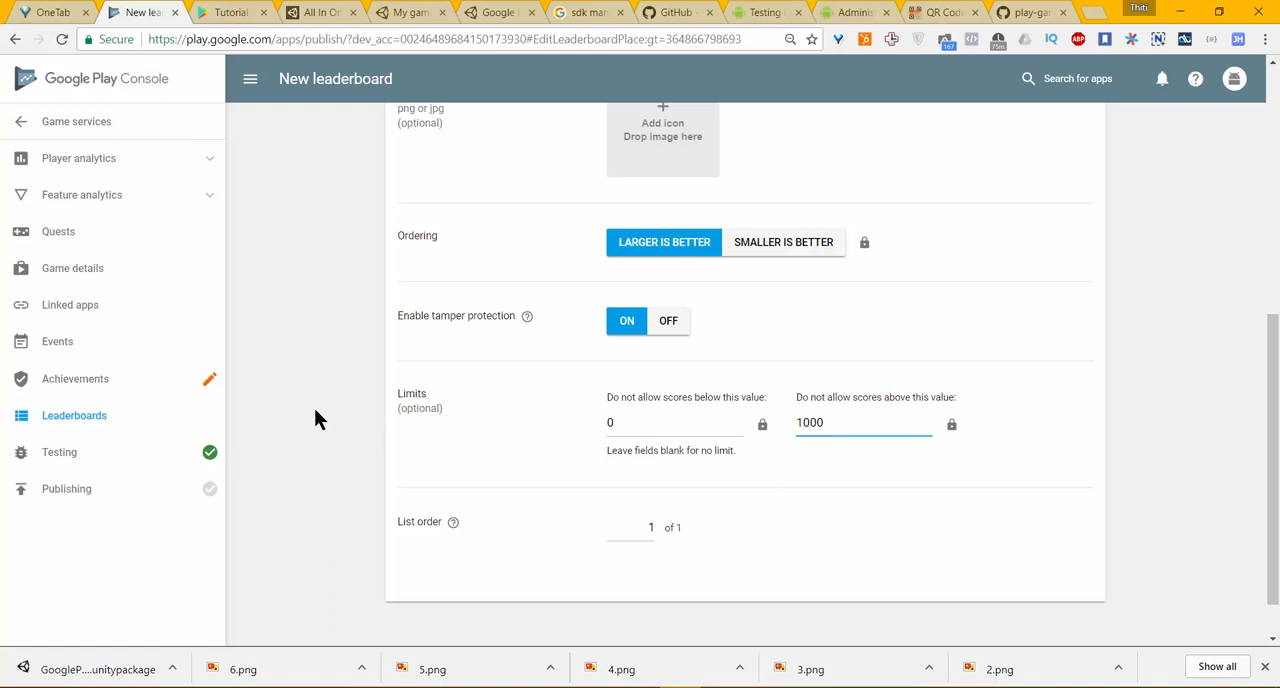 OneTab
New lea
Tutorial
All In On
My gam
Google
sdk man
GitHub -
Testing
Adminis
QR Cod
play-gar
Thiti
Secure
https://play.google.com/apps/publish/?dev_acc=00246489684150173930#EditLeaderboardPlace:gt=364866798693
167
75m
IQ
ABP
JH
Google Play Console
New leaderboard
Search for apps
Game services
Player analytics
Feature analytics
Quests
Game details
Linked apps
Events
Achievements
Leaderboards
Testing
Publishing
png or jpg
(optional)
Add icon
Drop image here
Ordering
LARGER IS BETTER
SMALLER IS BETTER
Enable tamper protection
ON
OFF
Limits
(optional)
Do not allow scores below this value:
Do not allow scores above this value:
0
1000
Leave fields blank for no limit.
List order
1 of 1
GoogleP....unitypackage
6.png
5.png
4.png
3.png
2.png
Show all